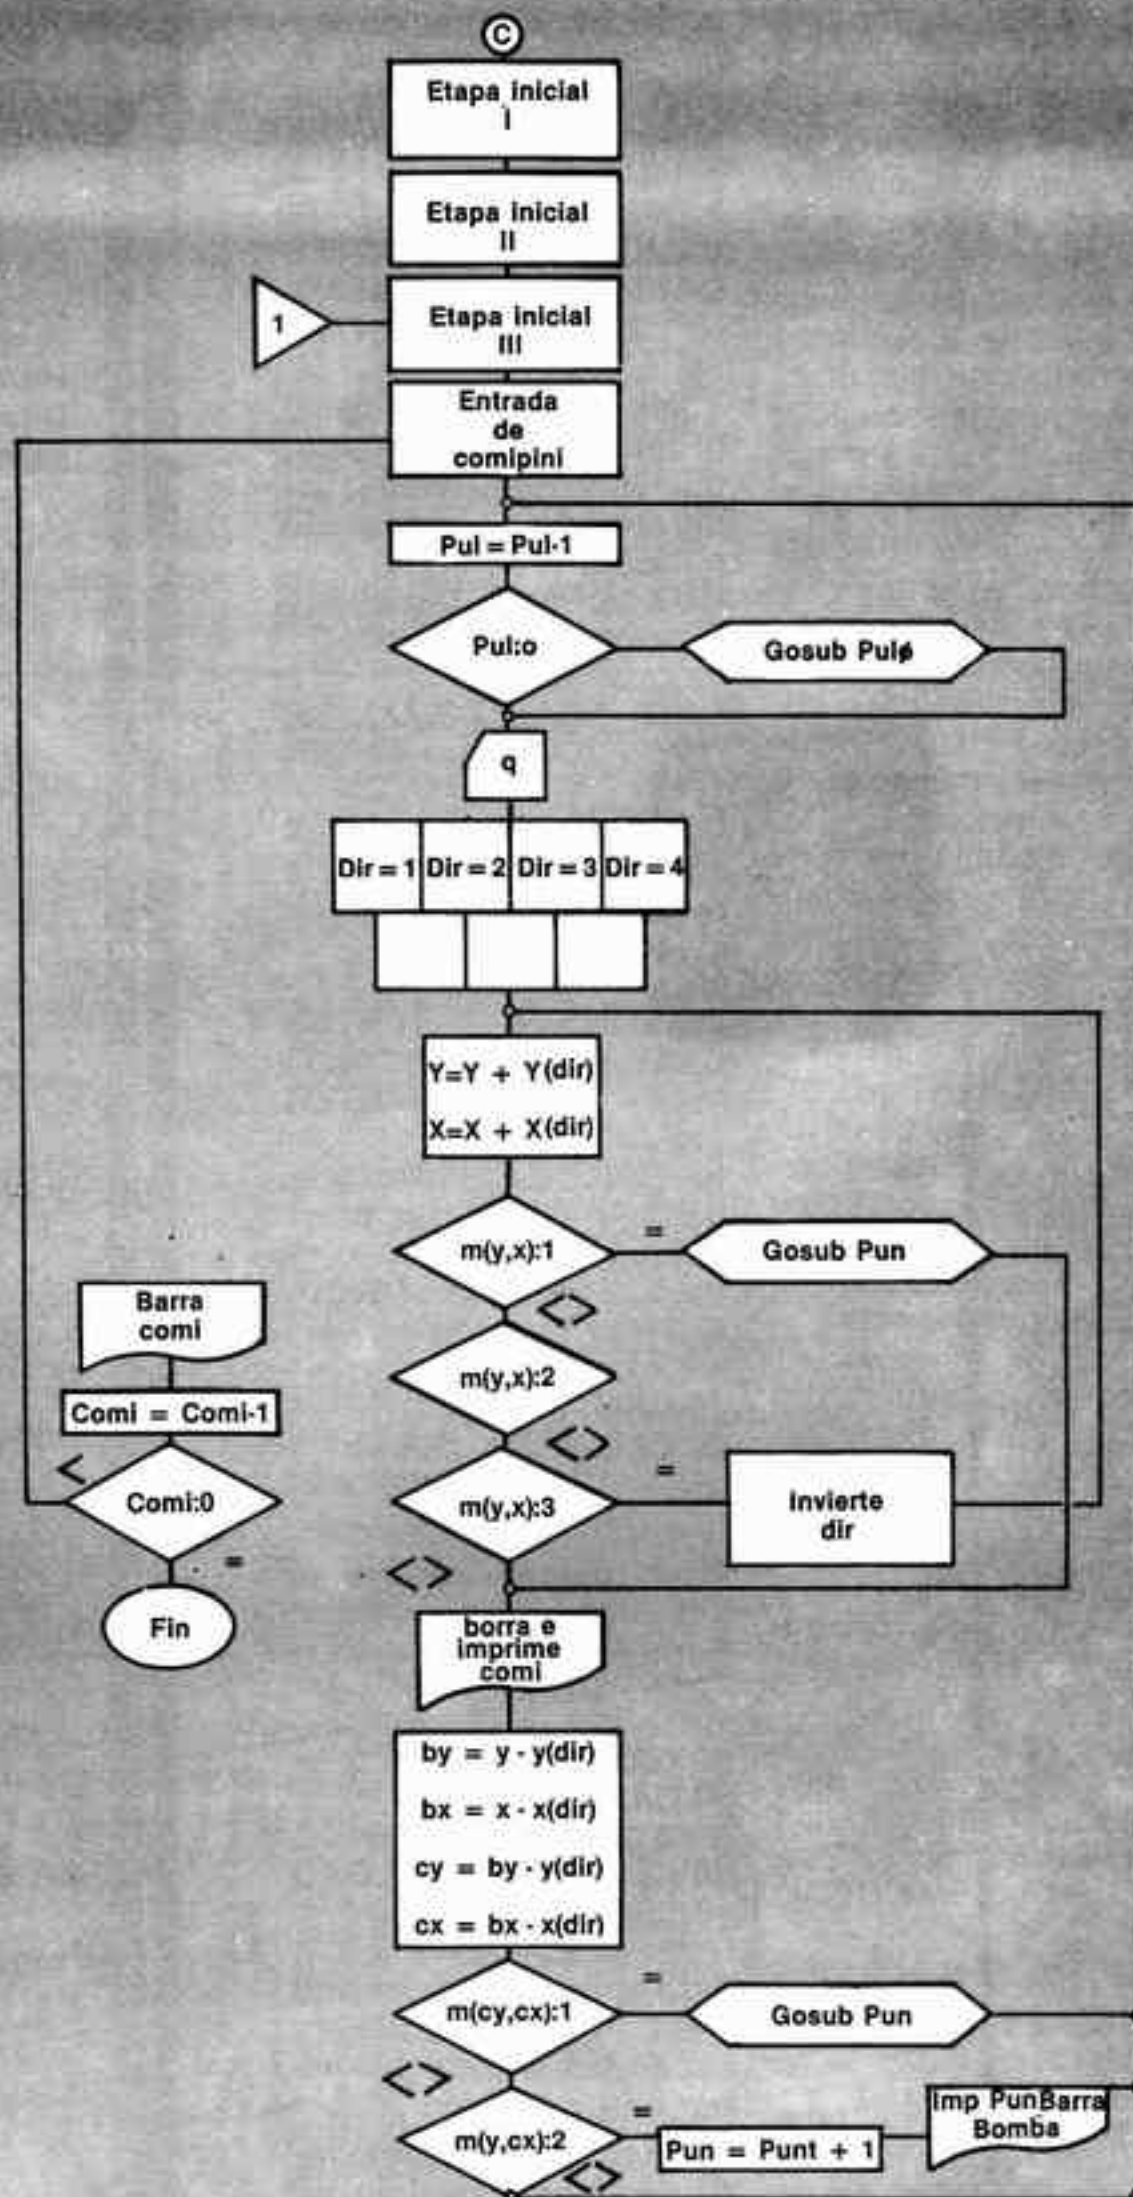 C
Etapa inicial
I
Etapa inicial
II
1
Etapa inicial
III
Entrada
de
comipini
Pul = Pul-1
Pul:o
Gosub Pulø
q
Dir = 1
Dir = 2
Dir = 3
Dir = 4
Y=Y + Y(dir)
X=X + X(dir)
m(y,x):1
=
Gosub Pun
<>
m(y,x):2
<>
m(y,x):3
=
Invierte
dir
<>
Barra
comi
Comi = Comi-1
<
Comi:0
=
Fin
borra e
imprime
comi
by = y - y(dir)
bx = x - x(dir)
cy = by - y(dir)
cx = bx - x(dir)
m(cy,cx):1
=
Gosub Pun
<>
m(y,cx):2
=
Pun = Punt + 1
Imp PunBarra
Bomba
<>